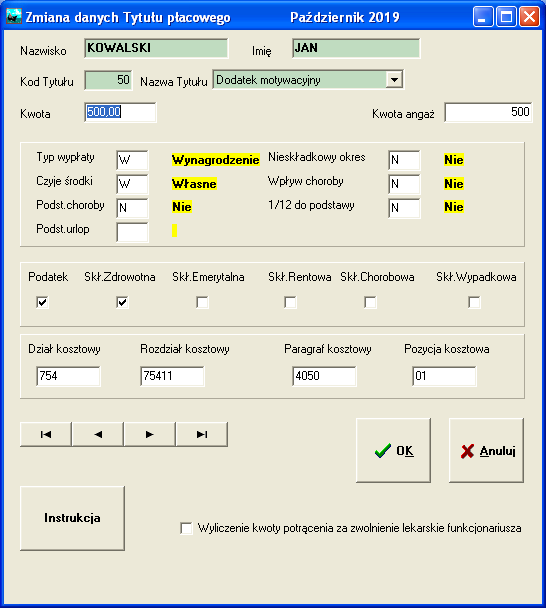 Zmiana danych Tytułu płacowego Październik 2019
Nazwisko KOWALSKI Imię JAN
Kod Tytułu 50 Nazwa Tytułu Dodatek motywacyjny
Kwota 500,00 Kwota angaż 500
Typ wypłaty W Wynagrodzenie Nieskładkowy okres N Nie
Czyje środki W Własne Wpływ choroby N Nie
Podst.choroby N Nie 1/12 do podstawy N Nie
Podst.urlop
Podatek Skł.Zdrowotna Skł.Emerytalna Skł.Rentowa Skł.Chorobowa Skł.Wypadkowa
Dział kosztowy Rozdział kosztowy Paragraf kosztowy Pozycja kosztowa
754 75411 4050 01
OK Anuluj
Instrukcja
Wyliczenie kwoty potrącenia za zwolnienie lekarskie funkcjonariusza